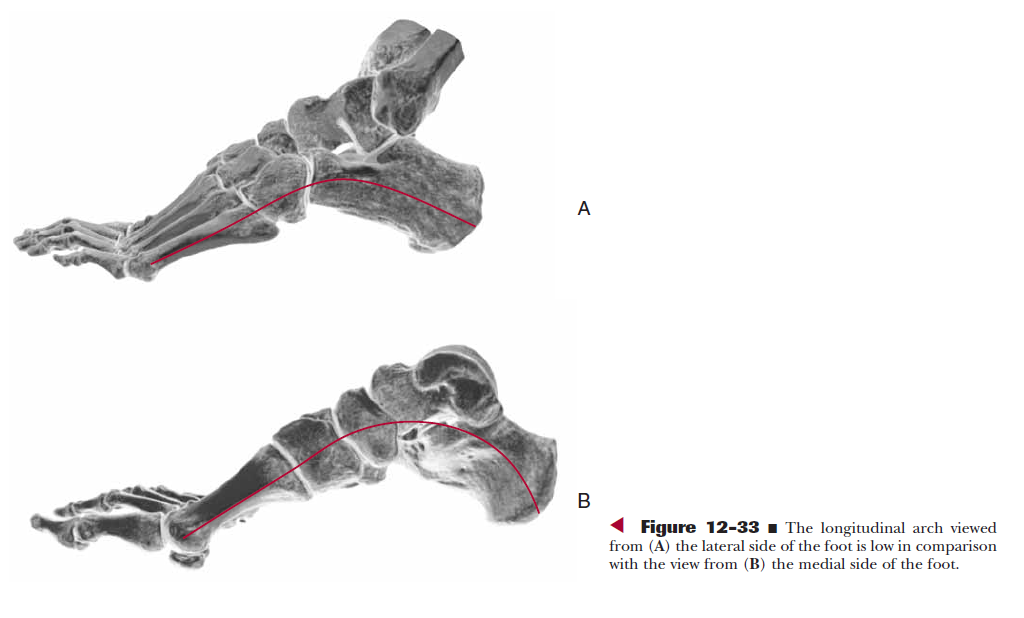 A
B
◀ Figure 12-33 ■ The longitudinal arch viewed
from (A) the lateral side of the foot is low in comparison
with the view from (B) the medial side of the foot.